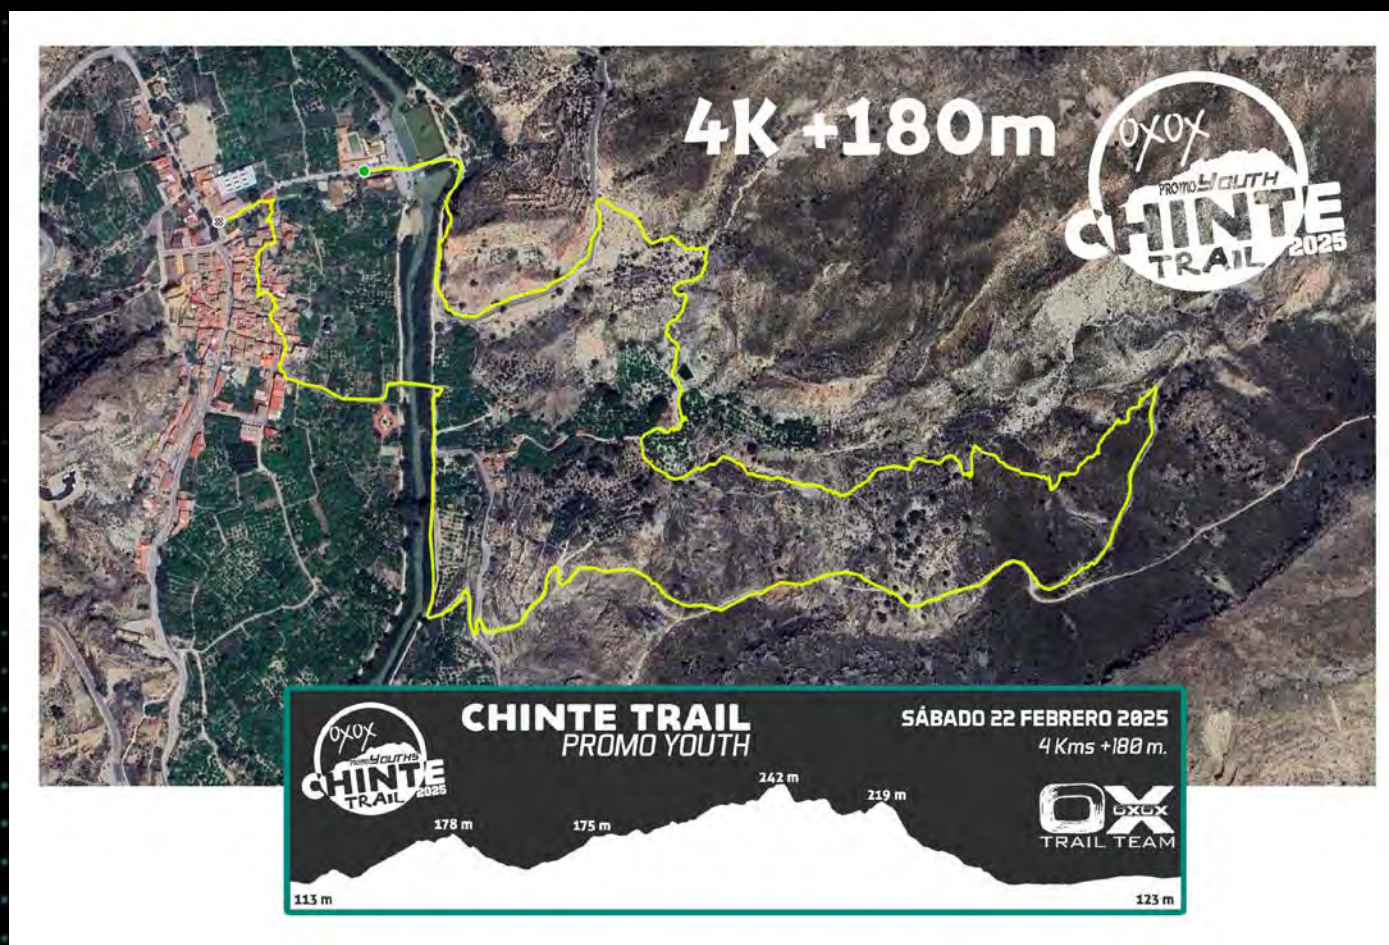 4K +180m
OXOX
PROMO YOUTH
CHINTE
TRAIL 2025
CHINTE TRAIL
PROMO YOUTH
SÁBADO 22 FEBRERO 2025
4 Kms +180 m.
OXOX
PROMO YOUTHS
CHINTE
TRAIL 2025
OX
OXOX
TRAIL TEAM
242 m
219 m
178 m
175 m
113 m
123 m